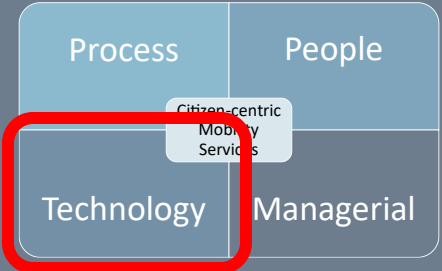 Process
People
Citizen-centric
Mobility
Services
Technology
Managerial